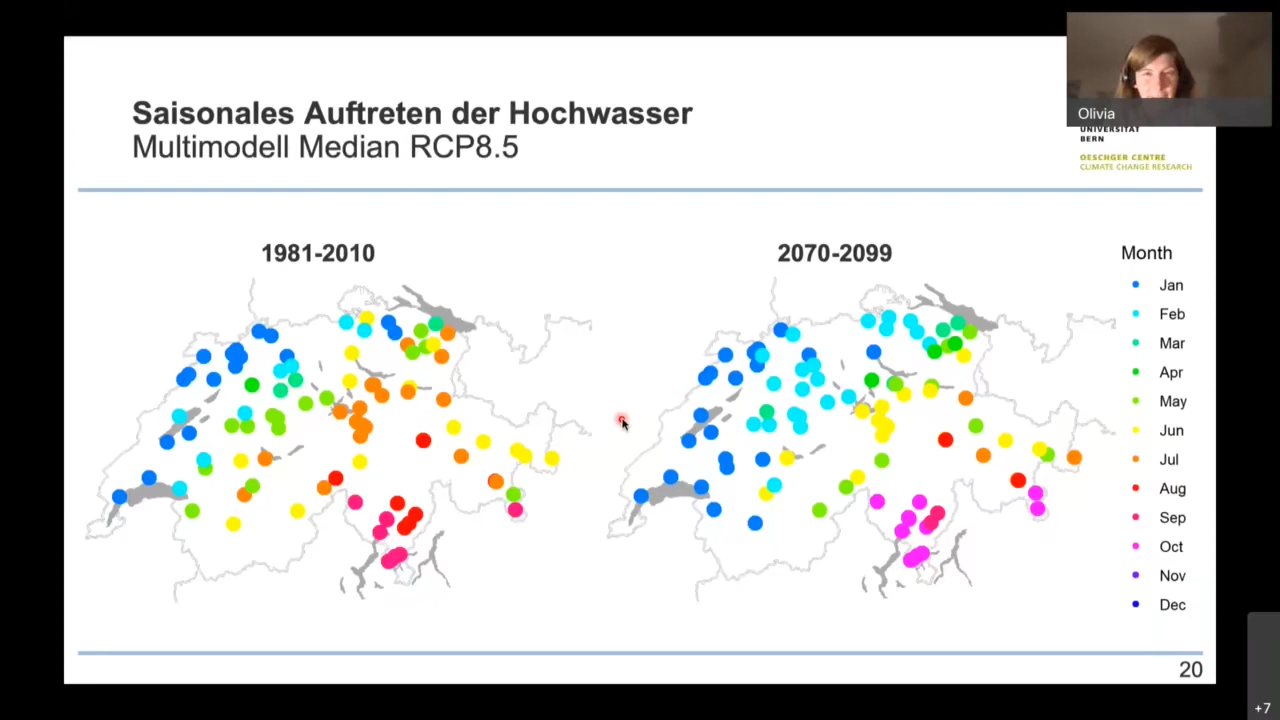 Saisonales Auftreten der Hochwasser
Multimodell Median RCP8.5
Olivia
UNIVERSITÄT
BERN
OESCHGER CENTRE
CLIMATE CHANGE RESEARCH
1981-2010
2070-2099
Month
Jan
Feb
Mar
Apr
May
Jun
Jul
Aug
Sep
Oct
Nov
Dec
20
+7